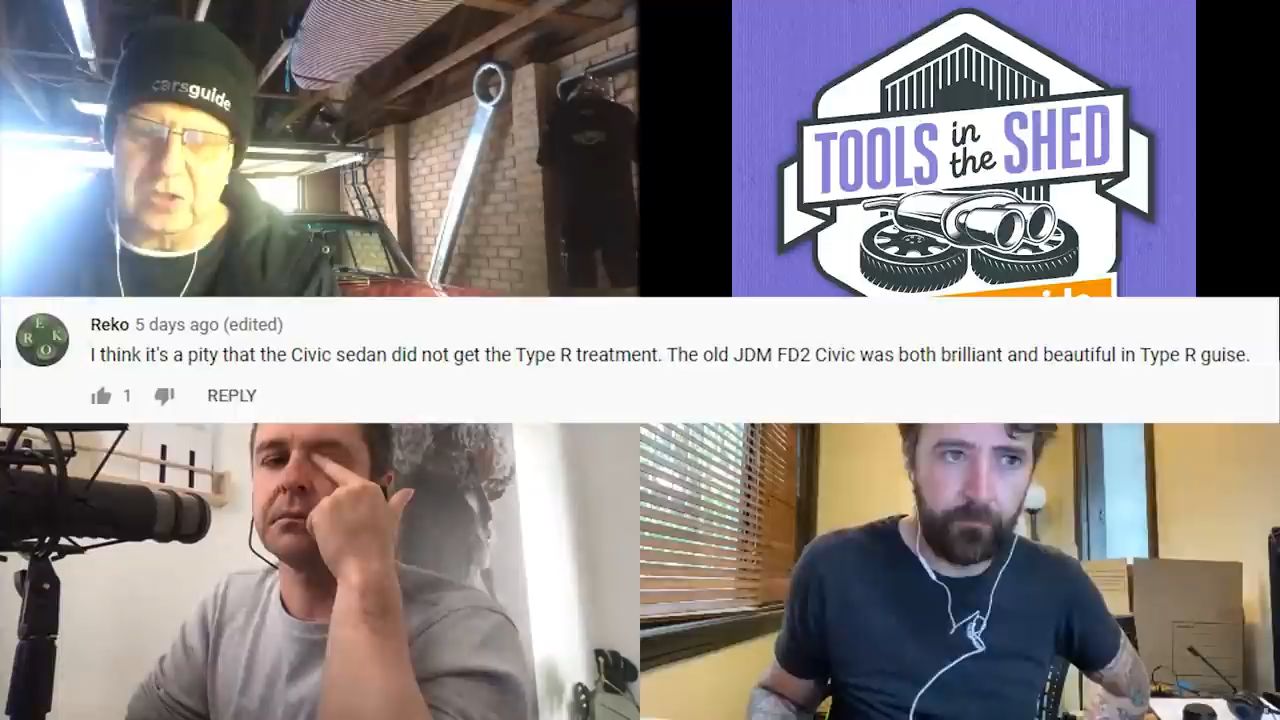 carsguide
TOOLS in the SHED
Reko 5 days ago (edited)
I think it's a pity that the Civic sedan did not get the Type R treatment. The old JDM FD2 Civic was both brilliant and beautiful in Type R guise.
1 REPLY